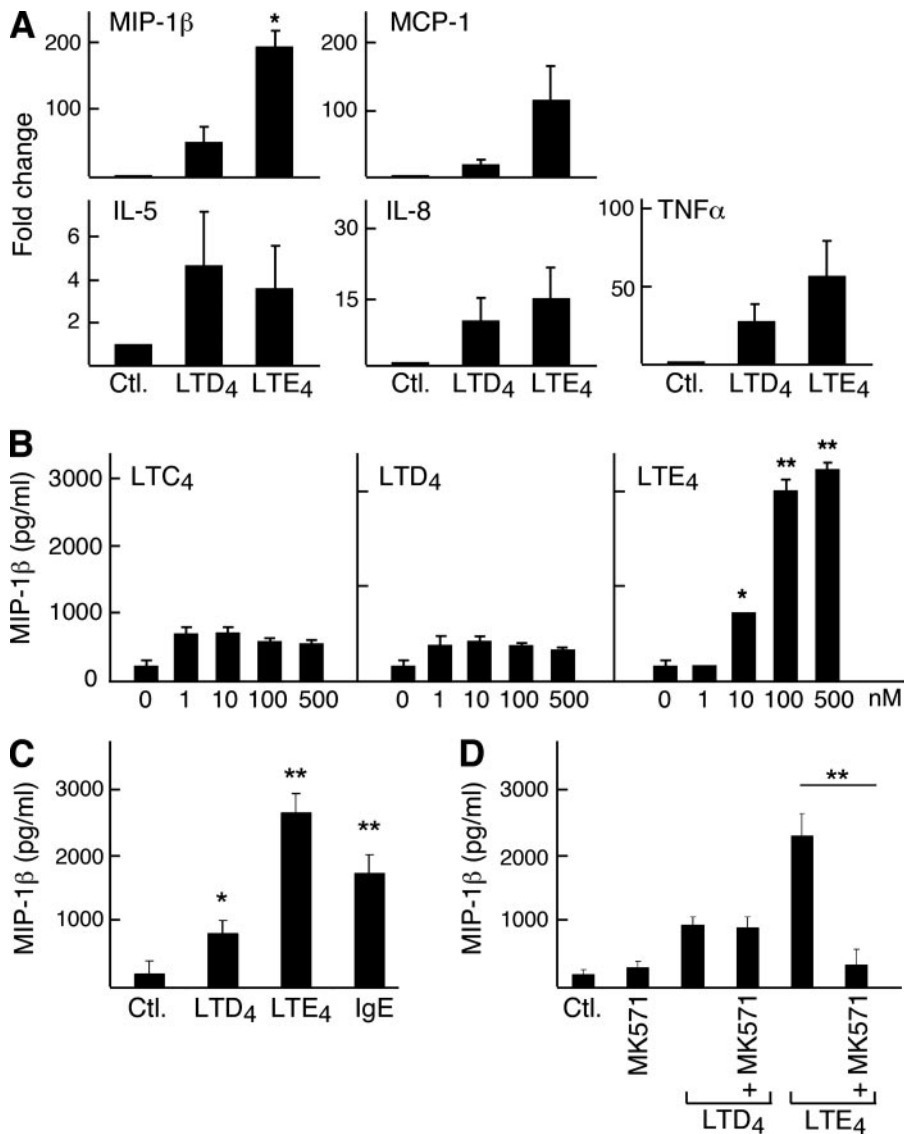 A
MIP-1β
*
MCP-1
200
100
200
100
Fold change
IL-5
IL-8
TNFα
6
4
2
30
15
100
50
Ctl. LTD4 LTE4
Ctl. LTD4 LTE4
Ctl. LTD4 LTE4
B
LTC4
LTD4
LTE4
MIP-1β (pg/ml)
3000
2000
1000
0
*
**
**
0 1 10 100 500
0 1 10 100 500
0 1 10 100 500 nM
C
MIP-1β (pg/ml)
3000
2000
1000
*
**
**
Ctl. LTD4 LTE4 IgE
D
MIP-1β (pg/ml)
3000
2000
1000
**
Ctl.
MK571
+ MK571
+ MK571
LTD4
LTE4